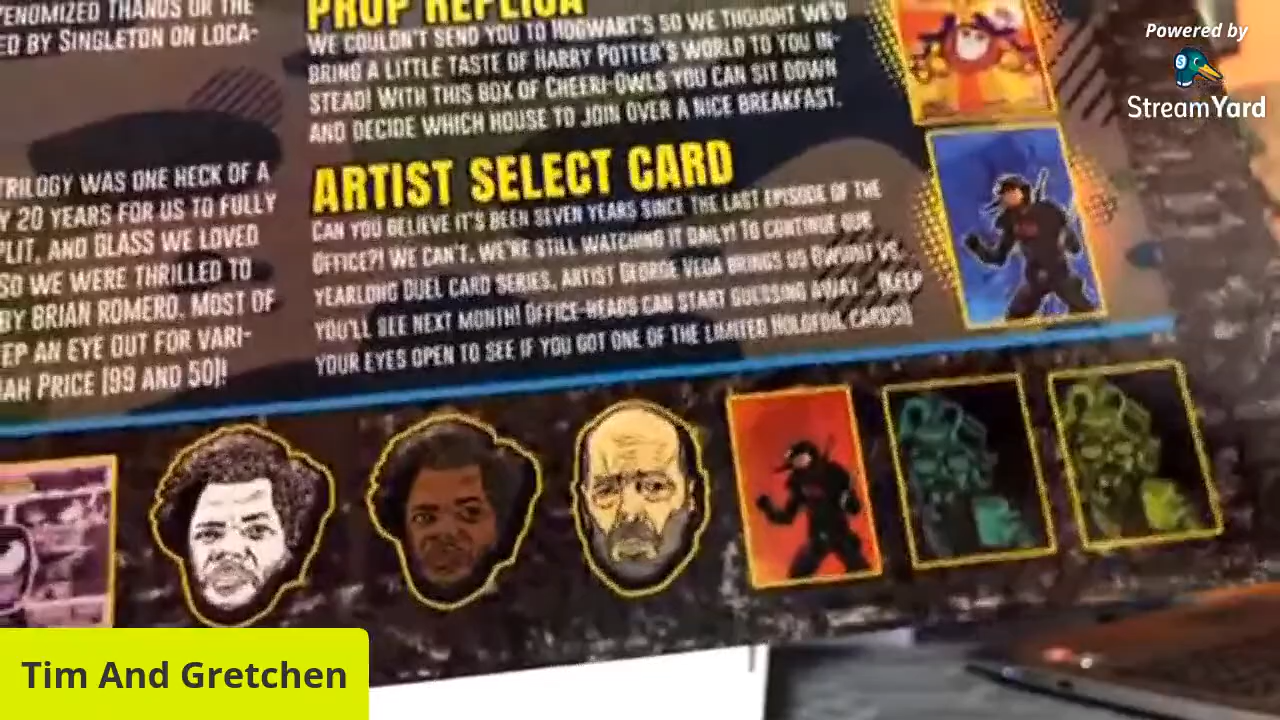 VENOMIZED THANOS OR THE
ED BY SINGLETON ON LOCA-
TRILOGY WAS ONE HECK OF A
Y 20 YEARS FOR US TO FULLY
PLIT, AND GLASS WE LOVED
SO WE WERE THRILLED TO
BY BRIAN ROMERO. MOST OF
EP AN EYE OUT FOR VARI-
IAH PRICE [99 AND 50]!
PROP REPLICA
WE COULDN'T SEND YOU TO HOGWART'S SO WE THOUGHT WE'D
BRING A LITTLE TASTE OF HARRY POTTER'S WORLD TO YOU IN-
STEAD! WITH THIS BOX OF CHEERI-OWLS YOU CAN SIT DOWN
AND DECIDE WHICH HOUSE TO JOIN OVER A NICE BREAKFAST.
ARTIST SELECT CARD
CAN YOU BELIEVE IT'S BEEN SEVEN YEARS SINCE THE LAST EPISODE OF THE
OFFICE?! WE CAN'T. WE'RE STILL WATCHING IT DAILY! TO CONTINUE OUR
YEARLONG DUEL CARD SERIES, ARTIST GEORGE VEGA BRINGS US DWIGHT VS.
YOU'LL SEE NEXT MONTH! OFFICE-HEADS CAN START GUESSING AWAY... [KEEP
YOUR EYES OPEN TO SEE IF YOU GOT ONE OF THE LIMITED HOLOFOIL CARDS!]
Powered by
StreamYard
Tim And Gretchen